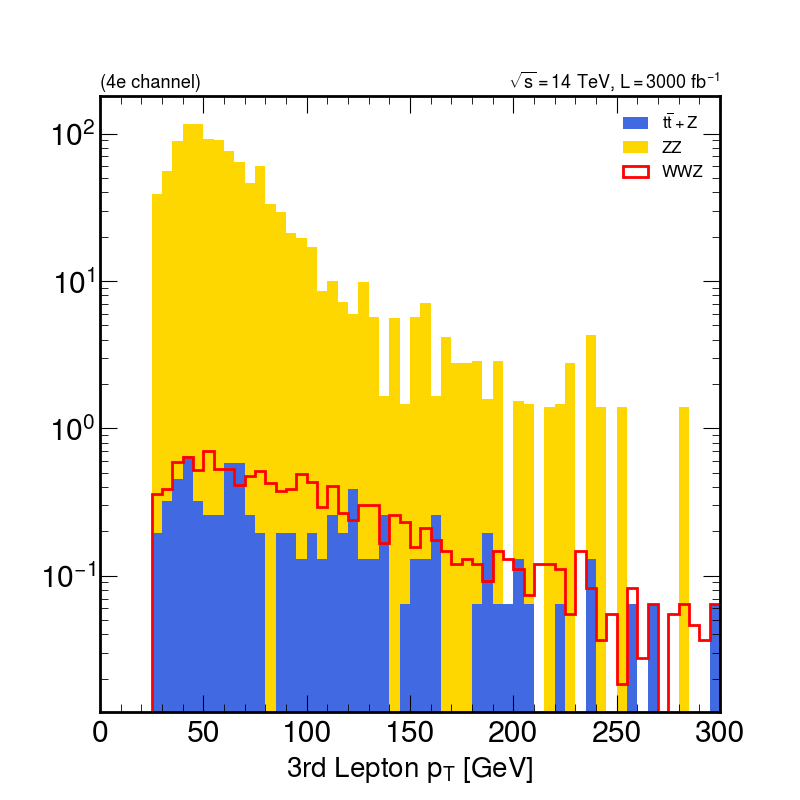 (4e channel) √s = 14 TeV, L = 3000 fb⁻¹
tt̄ + Z
ZZ
WWZ
10²
10¹
10⁰
10⁻¹
0 50 100 150 200 250 300
3rd Lepton p_T [GeV]